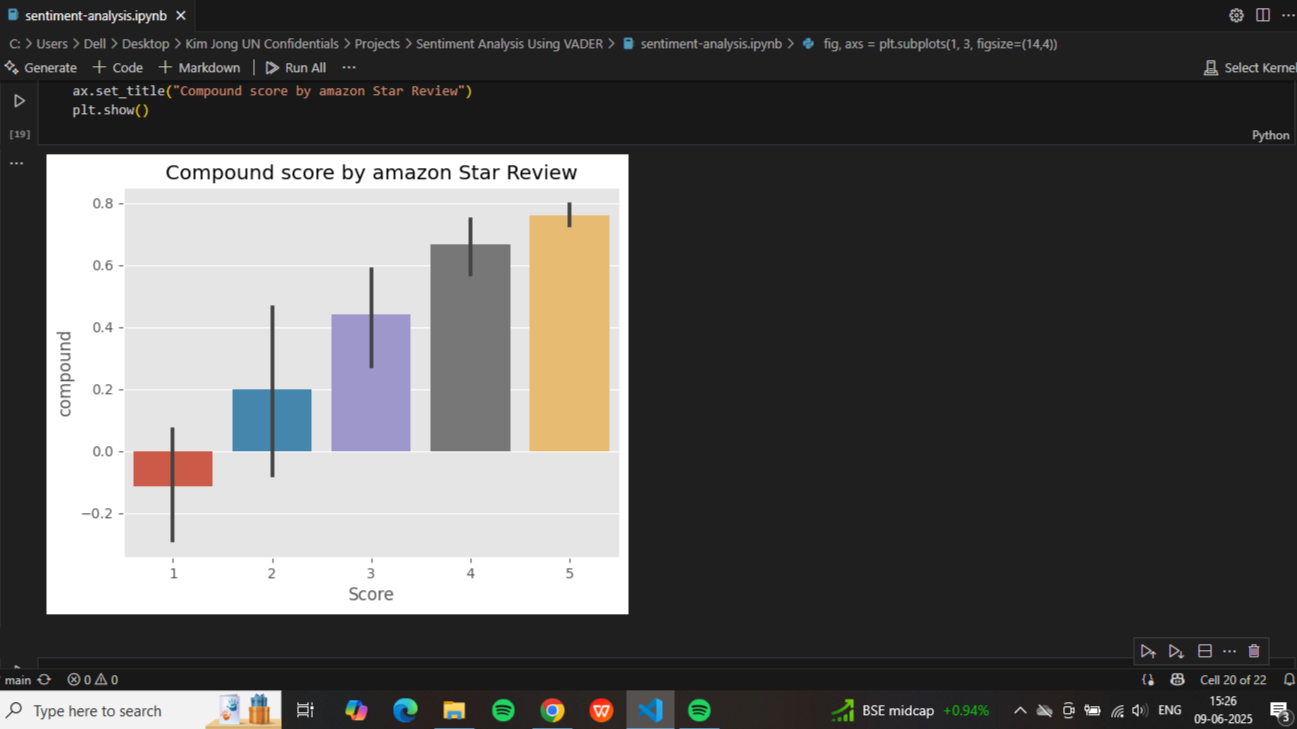 sentiment-analysis.ipynb
C: > Users > Dell > Desktop > Kim Jong UN Confidentials > Projects > Sentiment Analysis Using VADER > sentiment-analysis.ipynb > fig, axs = plt.subplots(1, 3, figsize=(14,4))
Generate + Code + Markdown | Run All ... Select Kernel
ax.set_title("Compound score by amazon Star Review")
plt.show()
[19]
Python
Compound score by amazon Star Review
0.8
0.6
0.4
0.2
0.0
−0.2
compound
1 2 3 4 5
Score
main 0 0 Cell 20 of 22
Type here to search
BSE midcap +0.94%
ENG
15:26
09-06-2025
3